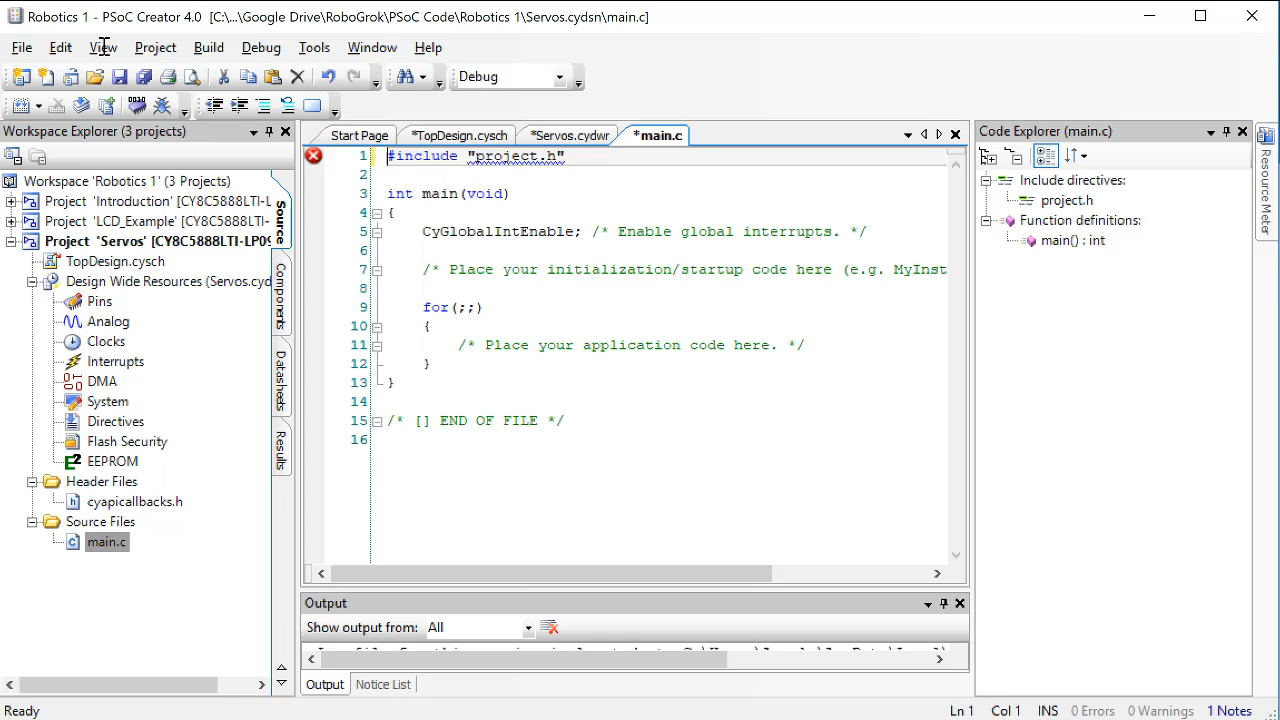 Robotics 1 - PSoC Creator 4.0 [C:\...\Google Drive\RoboGrok\PSoC Code\Robotics 1\Servos.cydsn\main.c]
File Edit View Project Build Debug Tools Window Help
Debug
Workspace Explorer (3 projects)
Workspace 'Robotics 1' (3 Projects)
Project 'Introduction' [CY8C5888LTI-L
Project 'LCD_Example' [CY8C5888LTI-
Project 'Servos' [CY8C5888LTI-LP09
TopDesign.cysch
Design Wide Resources (Servos.cyd
Pins
Analog
Clocks
Interrupts
DMA
System
Directives
Flash Security
EEPROM
Header Files
cyapicallbacks.h
Source Files
main.c
Source
Components
Datasheets
Results
Start Page *TopDesign.cysch *Servos.cydwr *main.c
1 #include "project.h"
2
3 int main(void)
4 {
5 CyGlobalIntEnable; /* Enable global interrupts. */
6
7 /* Place your initialization/startup code here (e.g. MyInst
8
9 for(;;)
10 {
11 /* Place your application code here. */
12 }
13 }
14
15 /* [] END OF FILE */
16
Output
Show output from: All
Output Notice List
Code Explorer (main.c)
Include directives:
project.h
Function definitions:
main() : int
Resource Meter
Ready
Ln 1 Col 1 INS 0 Errors 0 Warnings 1 Notes